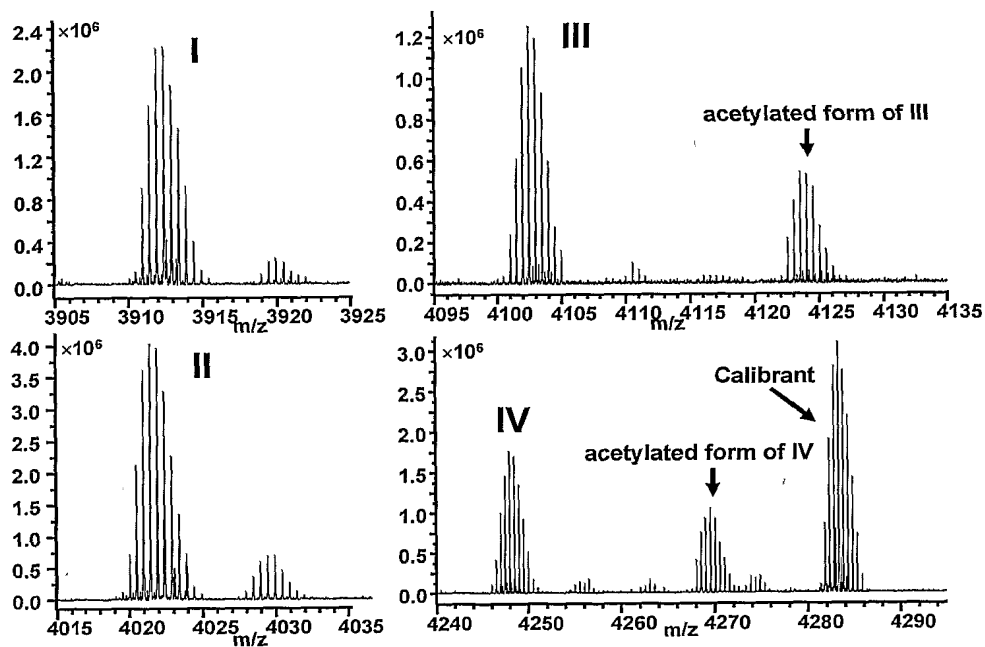 ×10⁶
I
2.4
2.0
1.6
1.2
0.8
0.4
0.0
3905 3910 3915 3920 3925
m/z
×10⁶
III
acetylated form of III
1.2
1.0
0.8
0.6
0.4
0.2
0.0
4095 4100 4105 4110 4115 4120 4125 4130 4135
m/z
×10⁶
II
4.0
3.5
3.0
2.5
2.0
1.5
1.0
0.5
0.0
4015 4020 4025 4030 4035
m/z
×10⁶
Calibrant
IV
acetylated form of IV
3.0
2.5
2.0
1.5
1.0
0.5
0.0
4240 4250 4260 4270 4280 4290
m/z